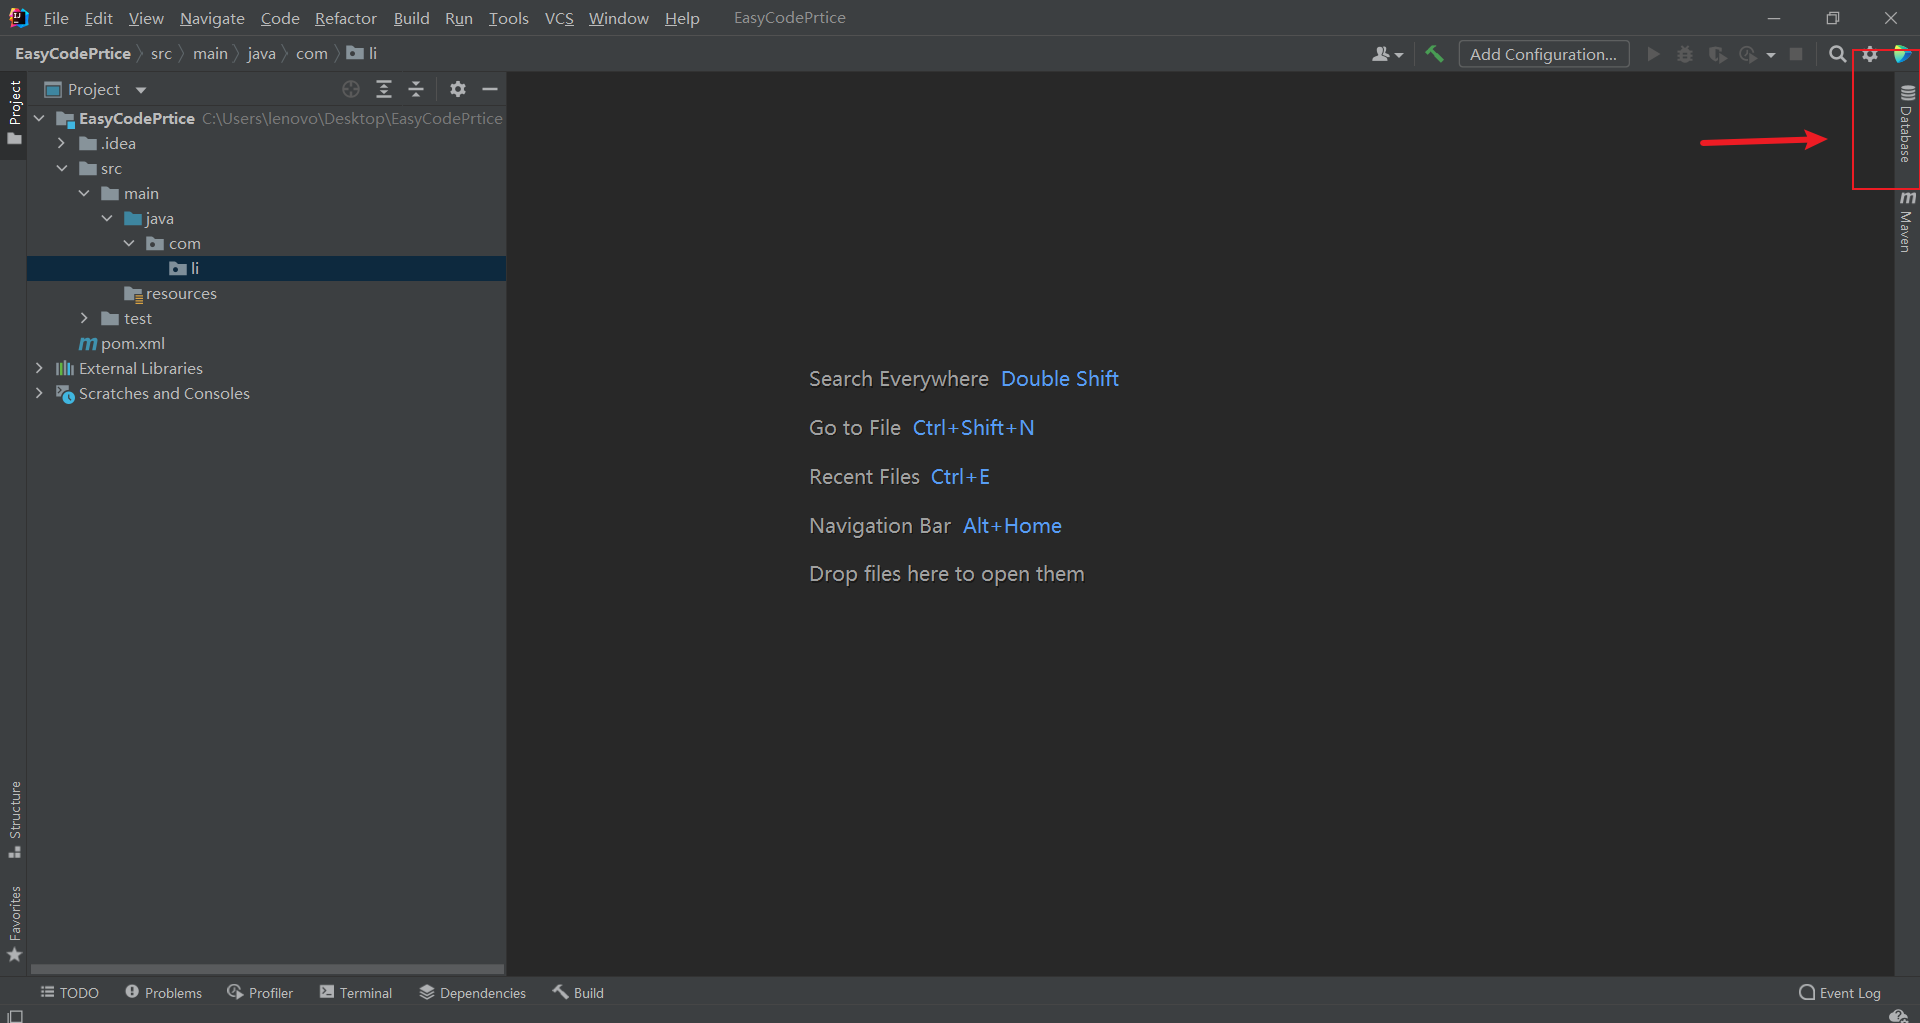 File Edit View Navigate Code Refactor Build Run Tools VCS Window Help EasyCodePrtice
EasyCodePrtice src main java com li Add Configuration...
Project
Project
EasyCodePrtice C:\Users\lenovo\Desktop\EasyCodePrtice
.idea
src
main
java
com
li
resources
test
pom.xml
External Libraries
Scratches and Consoles
Search Everywhere Double Shift
Go to File Ctrl+Shift+N
Recent Files Ctrl+E
Navigation Bar Alt+Home
Drop files here to open them
Database
Maven
Structure
Favorites
TODO Problems Profiler Terminal Dependencies Build Event Log